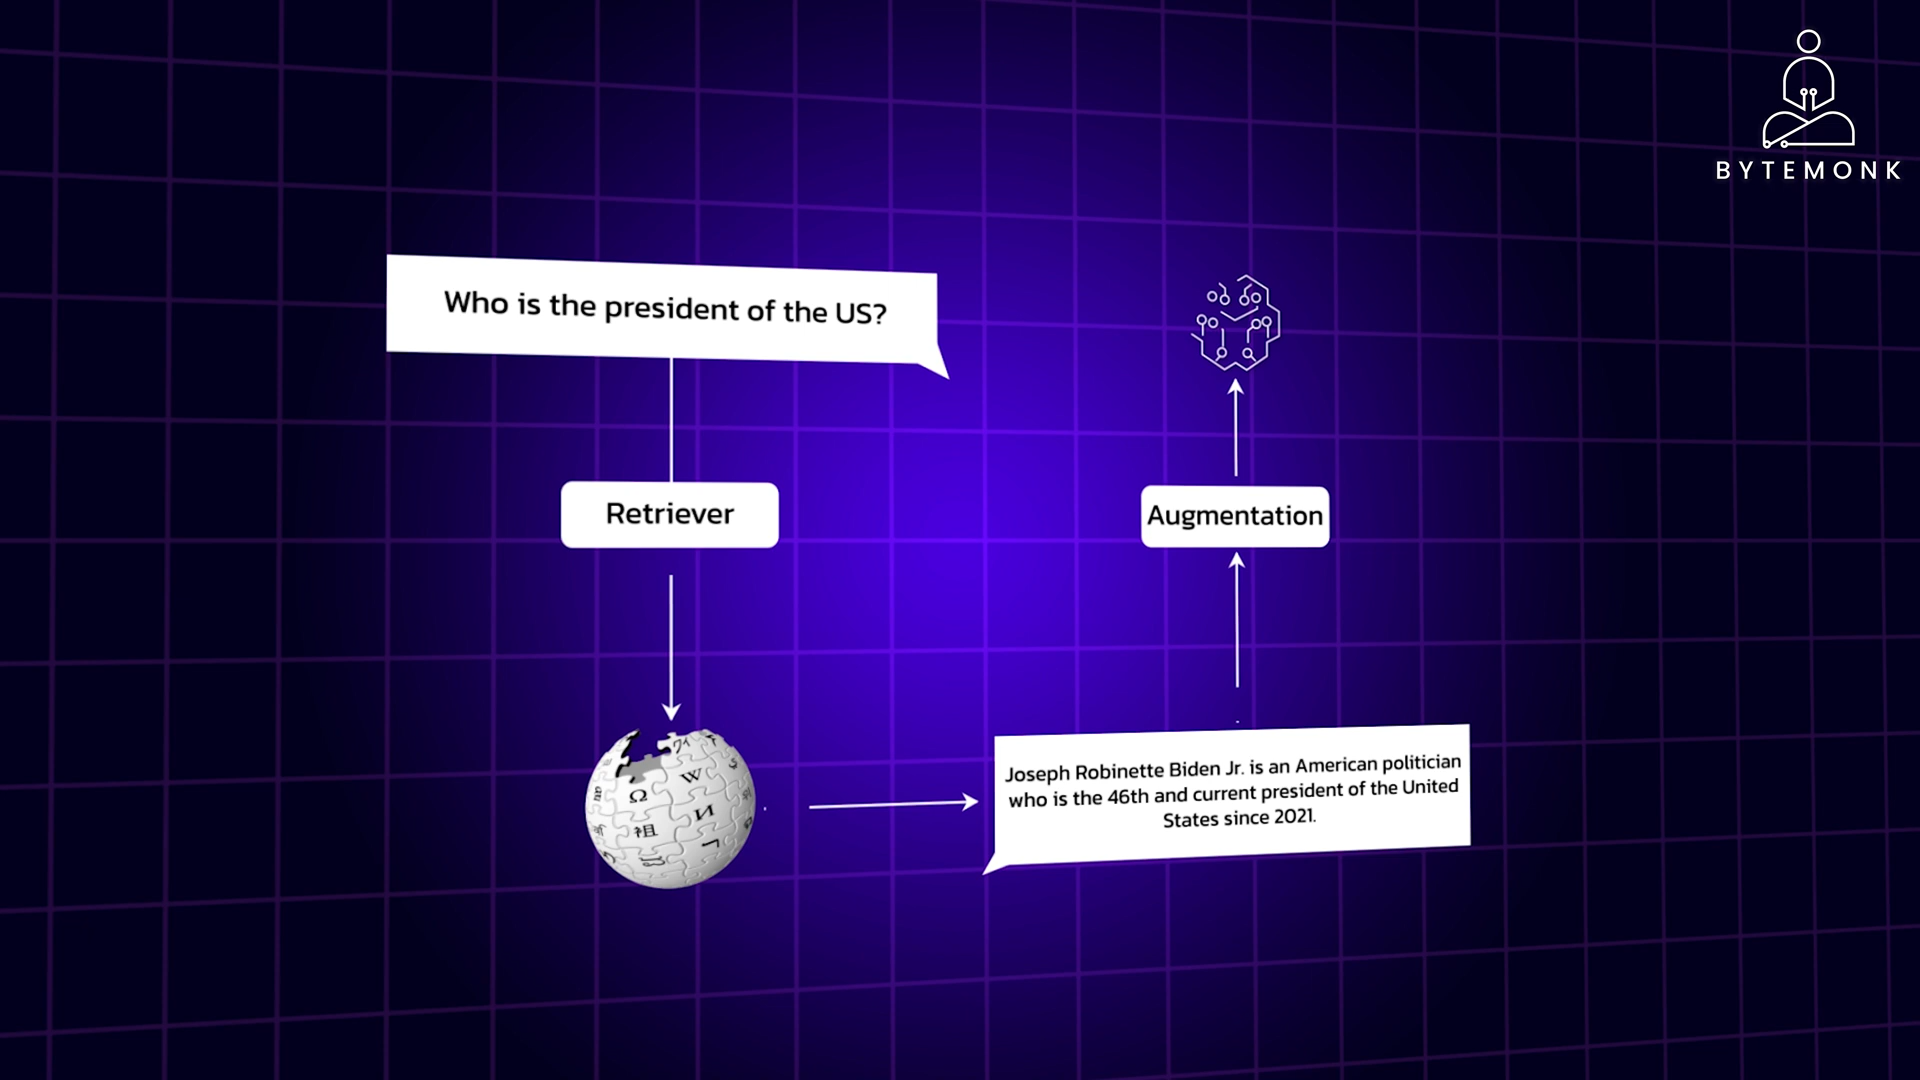 BYTEMONK
Who is the president of the US?
Retriever
Augmentation
W
Ω
И
祖
Joseph Robinette Biden Jr. is an American politician
who is the 46th and current president of the United
States since 2021.